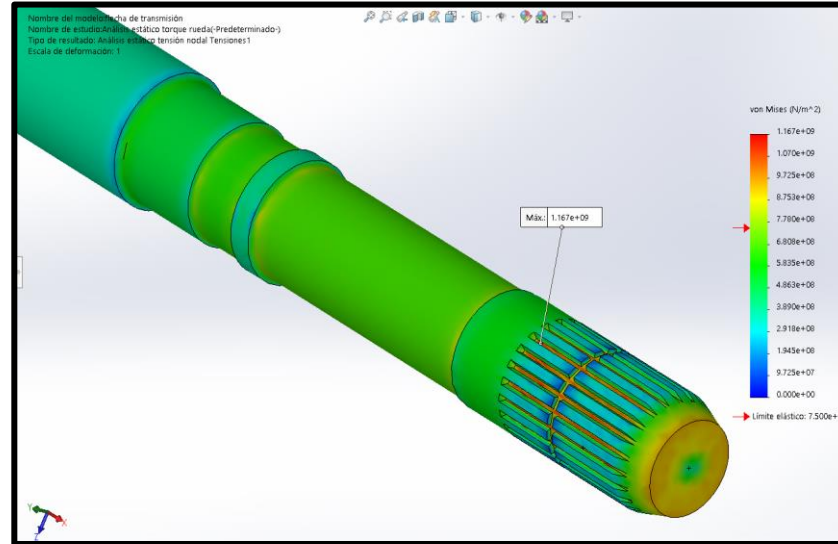 Nombre del modelo:flecha de transmisión
Nombre de estudio:Análisis estático torque rueda(-Predeterminado-)
Tipo de resultado: Análisis estático tensión nodal Tensiones1
Escala de deformación: 1
von Mises (N/m^2)
1.167e+09
1.070e+09
9.725e+08
8.753e+08
7.780e+08
6.808e+08
5.835e+08
4.863e+08
3.890e+08
2.918e+08
1.945e+08
9.725e+07
0.000e+00
Límite elástico: 7.500e+
Máx.: 1.167e+09
Y
X
Z